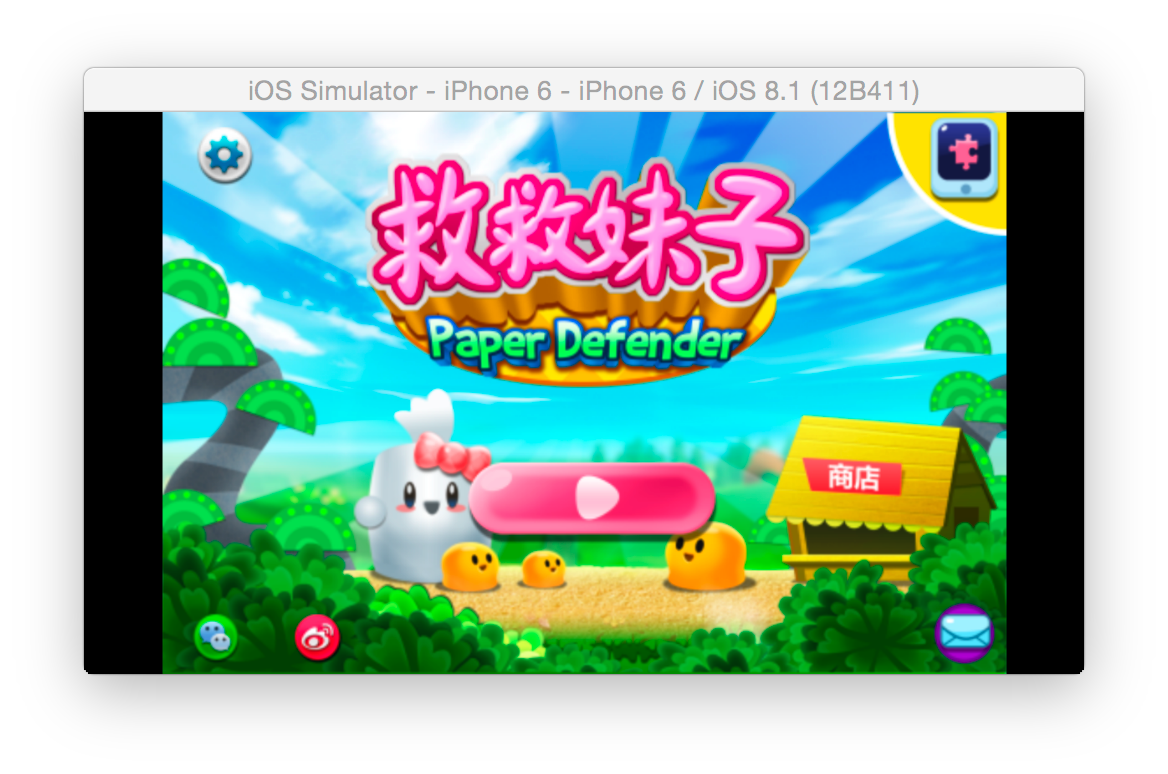 iOS Simulator - iPhone 6 - iPhone 6 / iOS 8.1 (12B411)
救救妹子
Paper Defender
商店